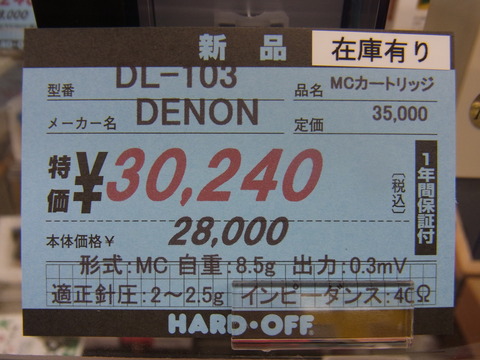 新品
在庫有り
型番 DL-103 品名 MCカートリッジ
メーカー名 DENON 定価 35,000
特価 ¥30,240 〔税込〕
1年間保証付
本体価格¥ 28,000
形式:MC 自重:8.5g 出力:0.3mV
適正針圧:2〜2.5g インピーダンス:40Ω
HARD・OFF